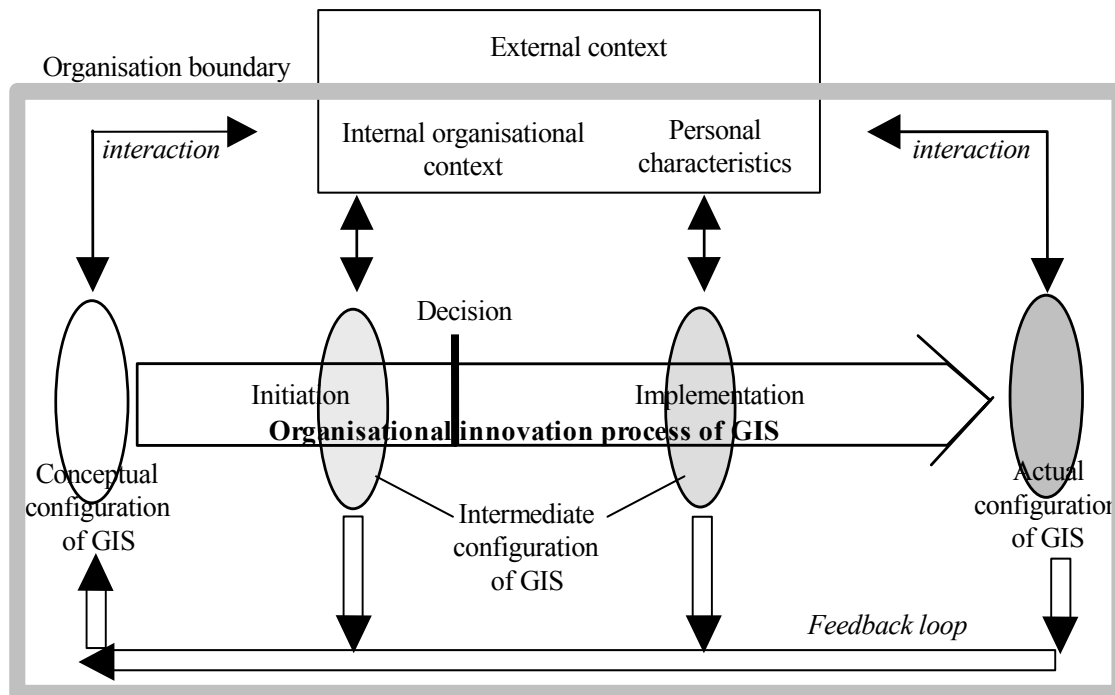 External context
Organisation boundary
Internal organisational
context
Personal
characteristics
interaction
interaction
Decision
Initiation
Implementation
Organisational innovation process of GIS
Conceptual
configuration
of GIS
Intermediate
configuration
of GIS
Actual
configuration
of GIS
Feedback loop